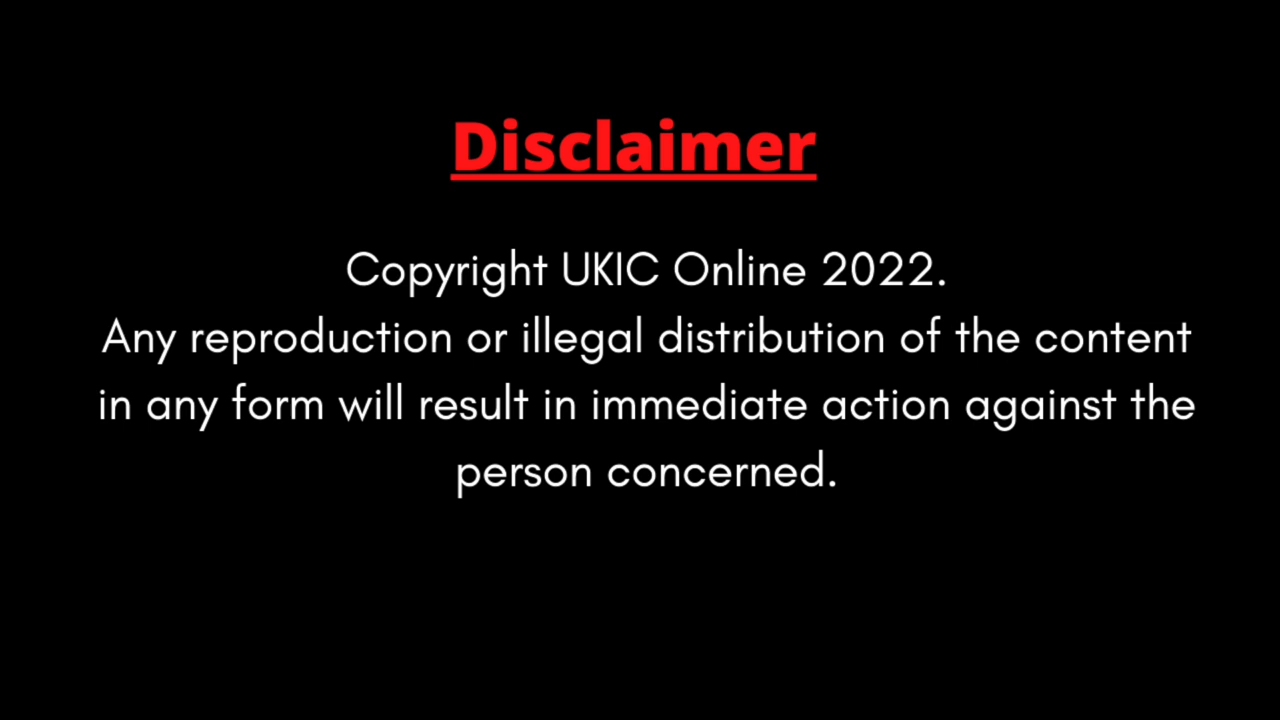 Disclaimer
Copyright UKIC Online 2022.
Any reproduction or illegal distribution of the content
in any form will result in immediate action against the
person concerned.